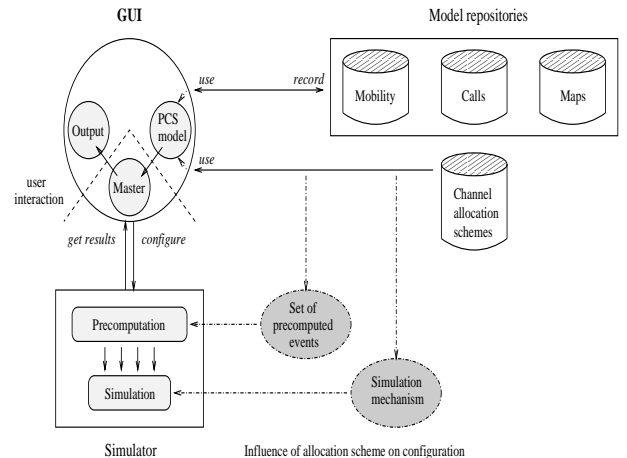 GUI
Model repositories
use
record
Mobility
Calls
Maps
Output
PCS
model
use
Master
user
interaction
Channel
allocation
schemes
get results
configure
Precomputation
Set of
precomputed
events
Simulation
Simulation
mechanism
Simulator
Influence of allocation scheme on configuration